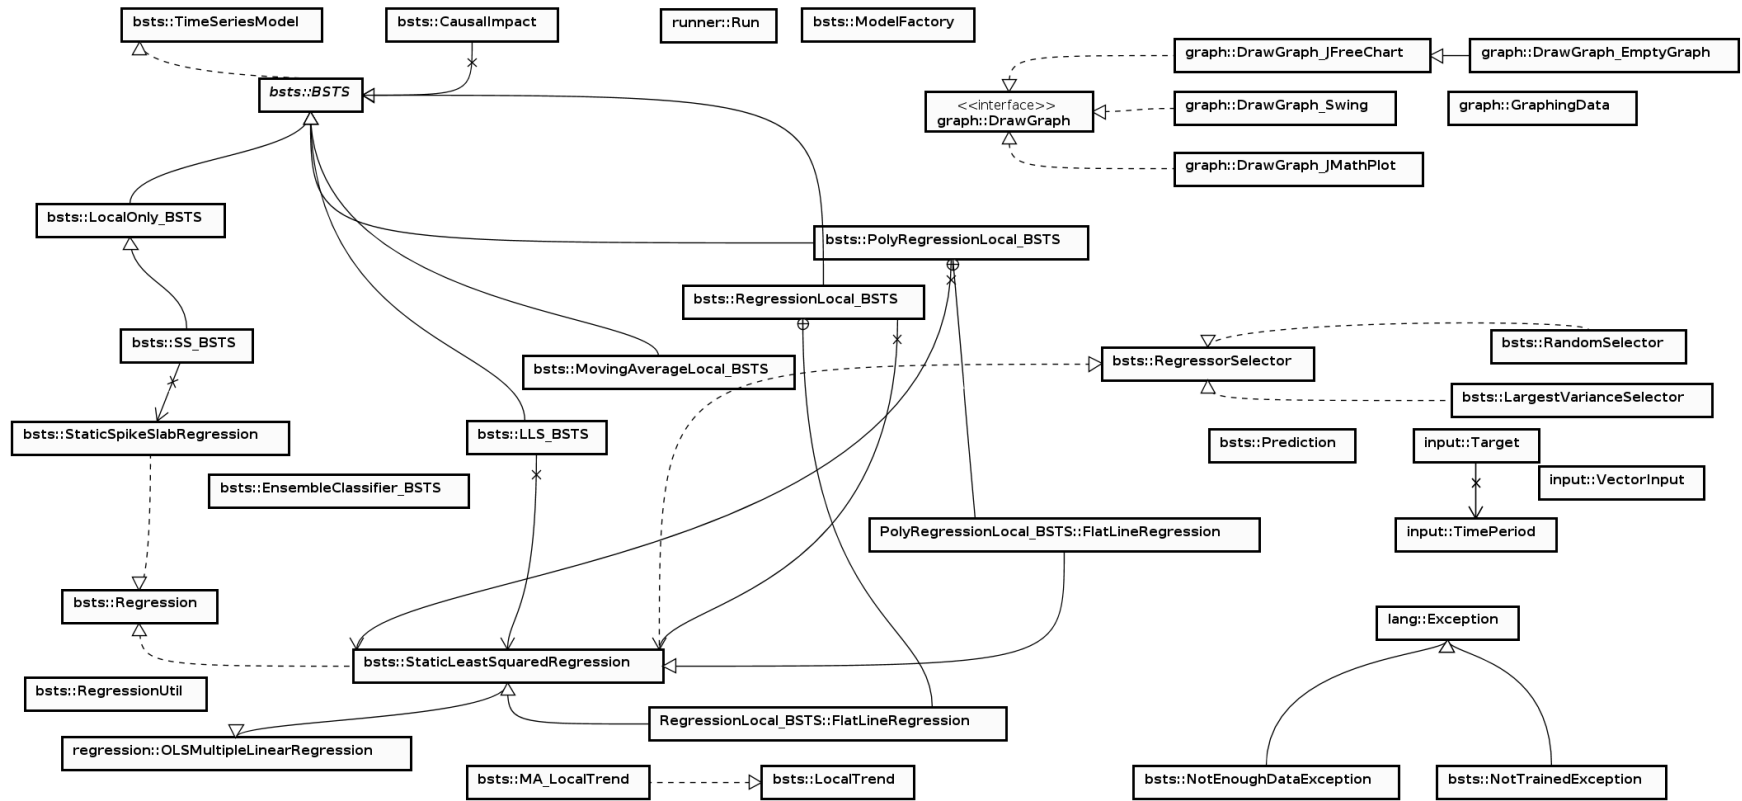 bsts::TimeSeriesModel
bsts::CausalImpact
runner::Run
bsts::ModelFactory
graph::DrawGraph_JFreeChart
graph::DrawGraph_EmptyGraph
bsts::BSTS
<<interface>>
graph::DrawGraph
graph::DrawGraph_Swing
graph::GraphingData
graph::DrawGraph_JMathPlot
bsts::LocalOnly_BSTS
bsts::PolyRegressionLocal_BSTS
bsts::RegressionLocal_BSTS
bsts::SS_BSTS
bsts::MovingAverageLocal_BSTS
bsts::RegressorSelector
bsts::RandomSelector
bsts::LargestVarianceSelector
bsts::StaticSpikeSlabRegression
bsts::LLS_BSTS
bsts::Prediction
input::Target
bsts::EnsembleClassifier_BSTS
input::VectorInput
PolyRegressionLocal_BSTS::FlatLineRegression
input::TimePeriod
bsts::Regression
lang::Exception
bsts::StaticLeastSquaredRegression
bsts::RegressionUtil
RegressionLocal_BSTS::FlatLineRegression
regression::OLSMultipleLinearRegression
bsts::MA_LocalTrend
bsts::LocalTrend
bsts::NotEnoughDataException
bsts::NotTrainedException